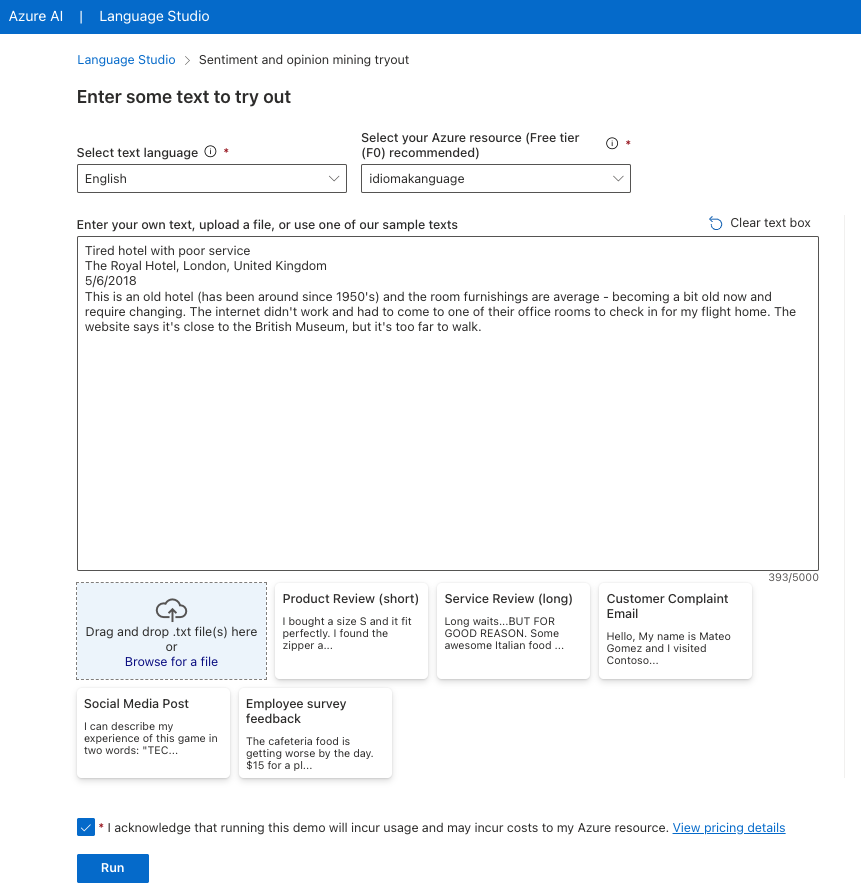 Azure AI | Language Studio
Language Studio > Sentiment and opinion mining tryout
Enter some text to try out
Select text language *
Select your Azure resource (Free tier
(F0) recommended) *
English
idiomakanguage
Enter your own text, upload a file, or use one of our sample texts
Clear text box
Tired hotel with poor service
The Royal Hotel, London, United Kingdom
5/6/2018
This is an old hotel (has been around since 1950's) and the room furnishings are average - becoming a bit old now and
require changing. The internet didn't work and had to come to one of their office rooms to check in for my flight home. The
website says it's close to the British Museum, but it's too far to walk.
393/5000
Drag and drop .txt file(s) here
or
Browse for a file
Product Review (short)
I bought a size S and it fit
perfectly. I found the
zipper a...
Service Review (long)
Long waits...BUT FOR
GOOD REASON. Some
awesome Italian food ...
Customer Complaint
Email
Hello, My name is Mateo
Gomez and I visited
Contoso...
Social Media Post
I can describe my
experience of this game in
two words: "TEC...
Employee survey
feedback
The cafeteria food is
getting worse by the day.
$15 for a pl...
* I acknowledge that running this demo will incur usage and may incur costs to my Azure resource. View pricing details
Run